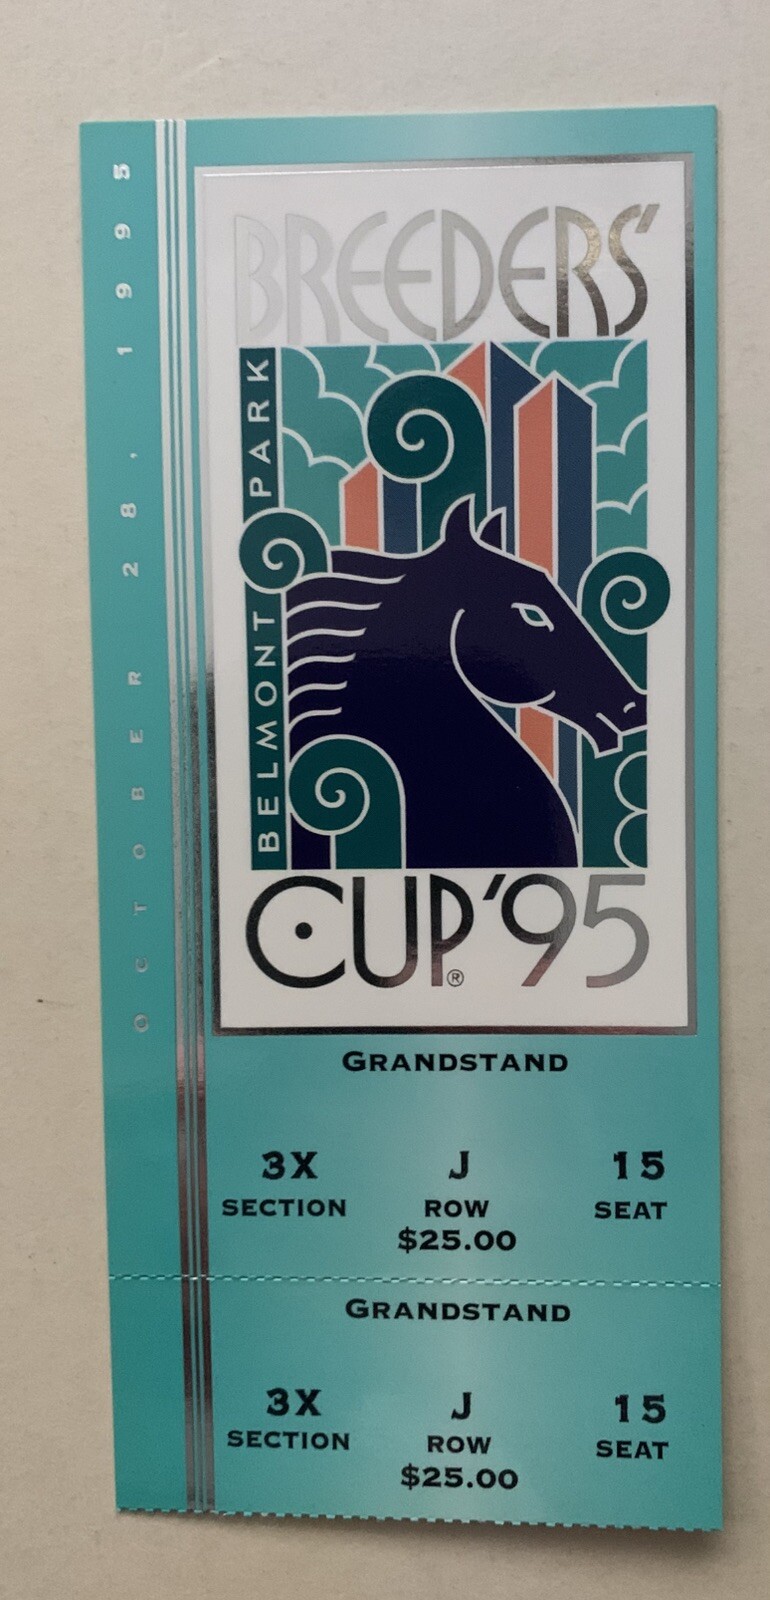 OCTOBER 28, 1995
BREEDERS'
BELMONT PARK
CUP.®'95
GRANDSTAND
3X J 15
SECTION ROW SEAT
$25.00
GRANDSTAND
3X J 15
SECTION ROW SEAT
$25.00